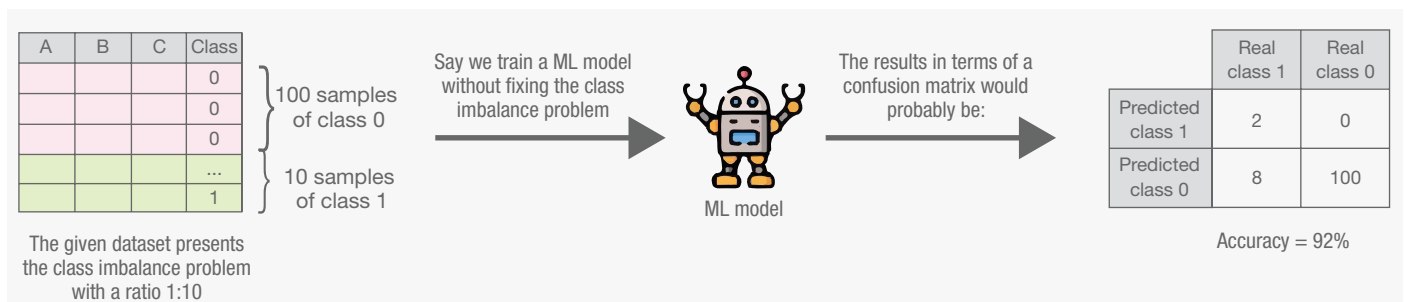 A B C Class
0
0
0
...
1
100 samples
of class 0
10 samples
of class 1
The given dataset presents
the class imbalance problem
with a ratio 1:10
Say we train a ML model
without fixing the class
imbalance problem
ML model
The results in terms of a
confusion matrix would
probably be:
Real
class 1
Real
class 0
Predicted
class 1
2 0
Predicted
class 0
8 100
Accuracy = 92%